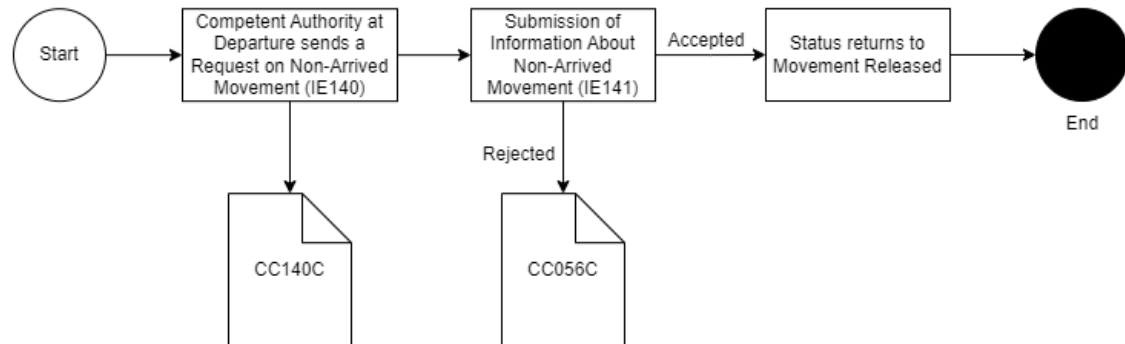 Start
Competent Authority at
Departure sends a
Request on Non-Arrived
Movement (IE140)
Submission of
Information About
Non-Arrived
Movement (IE141)
Accepted
Status returns to
Movement Released
End
Rejected
CC140C
CC056C